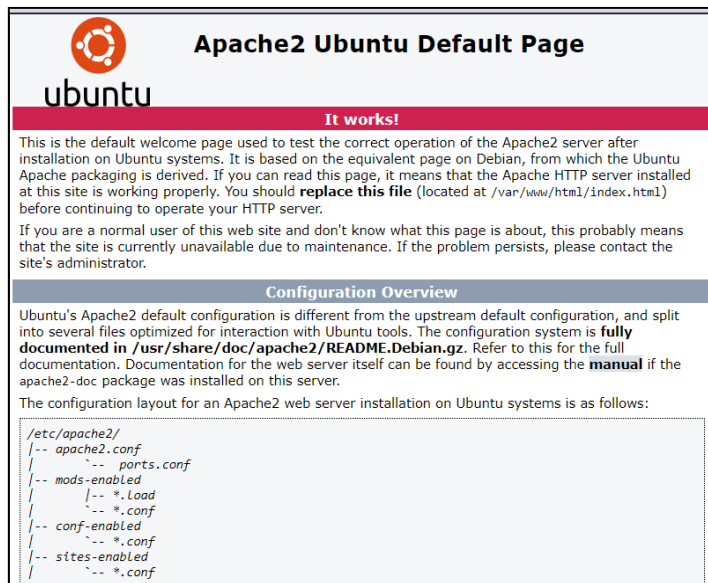 ubuntu
Apache2 Ubuntu Default Page
It works!
This is the default welcome page used to test the correct operation of the Apache2 server after
installation on Ubuntu systems. It is based on the equivalent page on Debian, from which the Ubuntu
Apache packaging is derived. If you can read this page, it means that the Apache HTTP server installed
at this site is working properly. You should replace this file (located at /var/www/html/index.html)
before continuing to operate your HTTP server.
If you are a normal user of this web site and don't know what this page is about, this probably means
that the site is currently unavailable due to maintenance. If the problem persists, please contact the
site's administrator.
Configuration Overview
Ubuntu's Apache2 default configuration is different from the upstream default configuration, and split
into several files optimized for interaction with Ubuntu tools. The configuration system is fully
documented in /usr/share/doc/apache2/README.Debian.gz. Refer to this for the full
documentation. Documentation for the web server itself can be found by accessing the manual if the
apache2-doc package was installed on this server.
The configuration layout for an Apache2 web server installation on Ubuntu systems is as follows:
/etc/apache2/
|-- apache2.conf
|       `--  ports.conf
|-- mods-enabled
|       |-- *.load
|       `-- *.conf
|-- conf-enabled
|       `-- *.conf
|-- sites-enabled
|       `-- *.conf